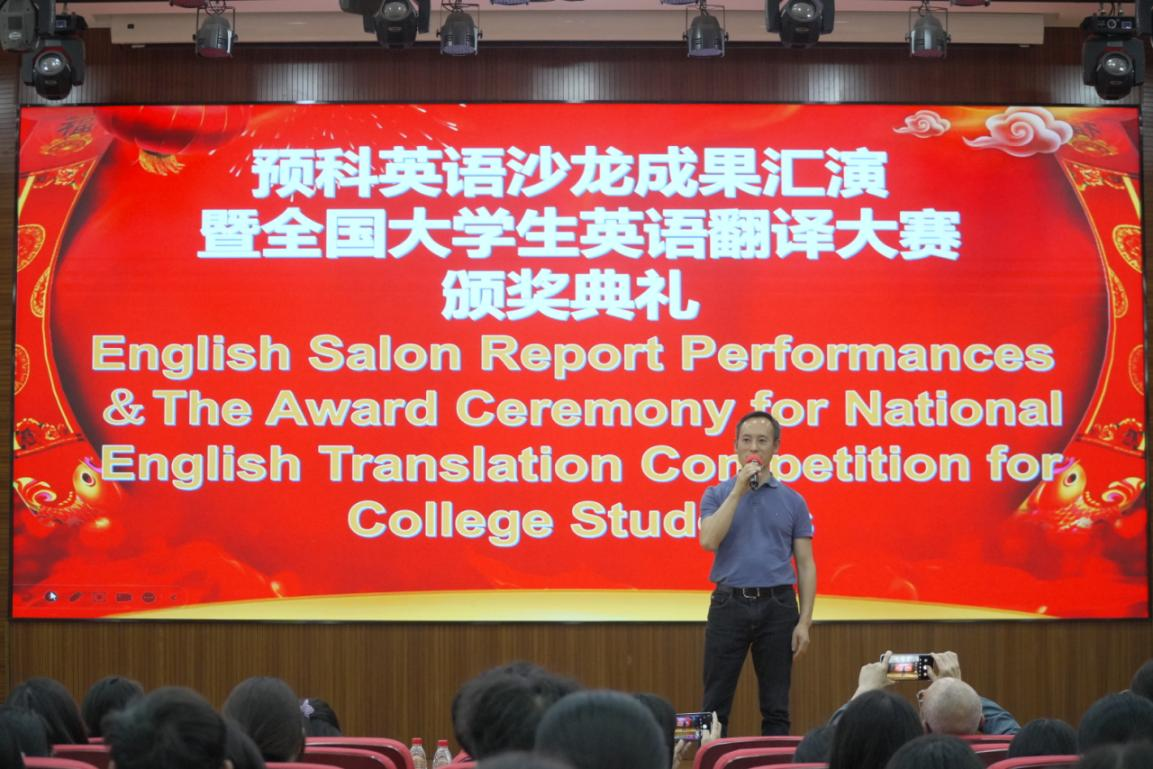 预科英语沙龙成果汇演
暨全国大学生英语翻译大赛
颁奖典礼
English Salon Report Performances
&The Award Ceremony for National
English Translation Competition for
College Students
福